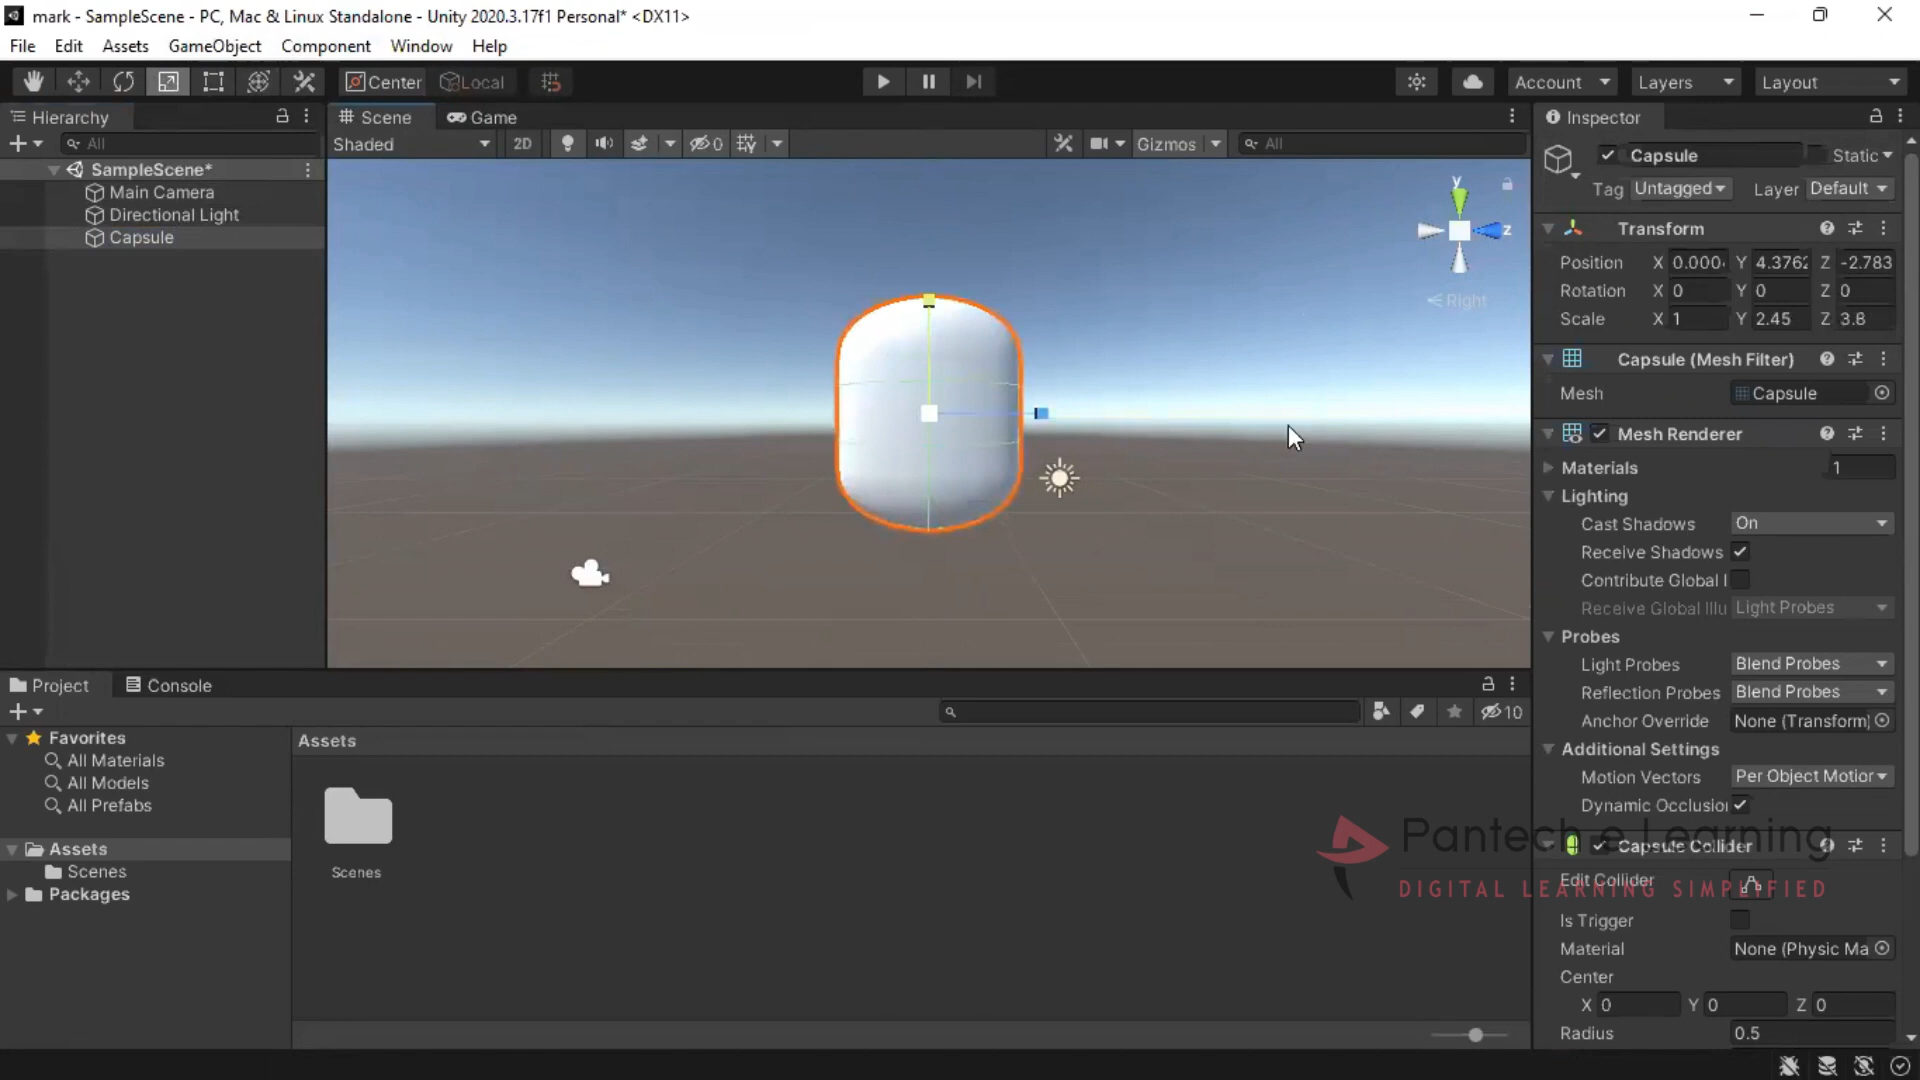 mark - SampleScene - PC, Mac & Linux Standalone - Unity 2020.3.17f1 Personal* <DX11>
File Edit Assets GameObject Component Window Help
Center Local Account Layers Layout
Hierarchy
All
SampleScene*
Main Camera
Directional Light
Capsule
Scene Game
Shaded 2D 0 Gizmos All
y
z
Right
Inspector
Capsule Static
Tag Untagged Layer Default
Transform
Position X 0.000 Y 4.3762 Z -2.783
Rotation X 0 Y 0 Z 0
Scale X 1 Y 2.45 Z 3.8
Capsule (Mesh Filter)
Mesh Capsule
Mesh Renderer
Materials 1
Lighting
Cast Shadows On
Receive Shadows
Contribute Global I
Receive Global Illu Light Probes
Probes
Light Probes Blend Probes
Reflection Probes Blend Probes
Anchor Override None (Transform)
Additional Settings
Motion Vectors Per Object Motior
Dynamic Occlusion
Capsule Collider
Edit Collider
Is Trigger
Material None (Physic Ma
Center
X 0 Y 0 Z 0
Radius 0.5
Project Console
10
Favorites
All Materials
All Models
All Prefabs
Assets
Scenes
Packages
Assets
Scenes
Pantech e Learning
DIGITAL LEARNING SIMPLIFIED